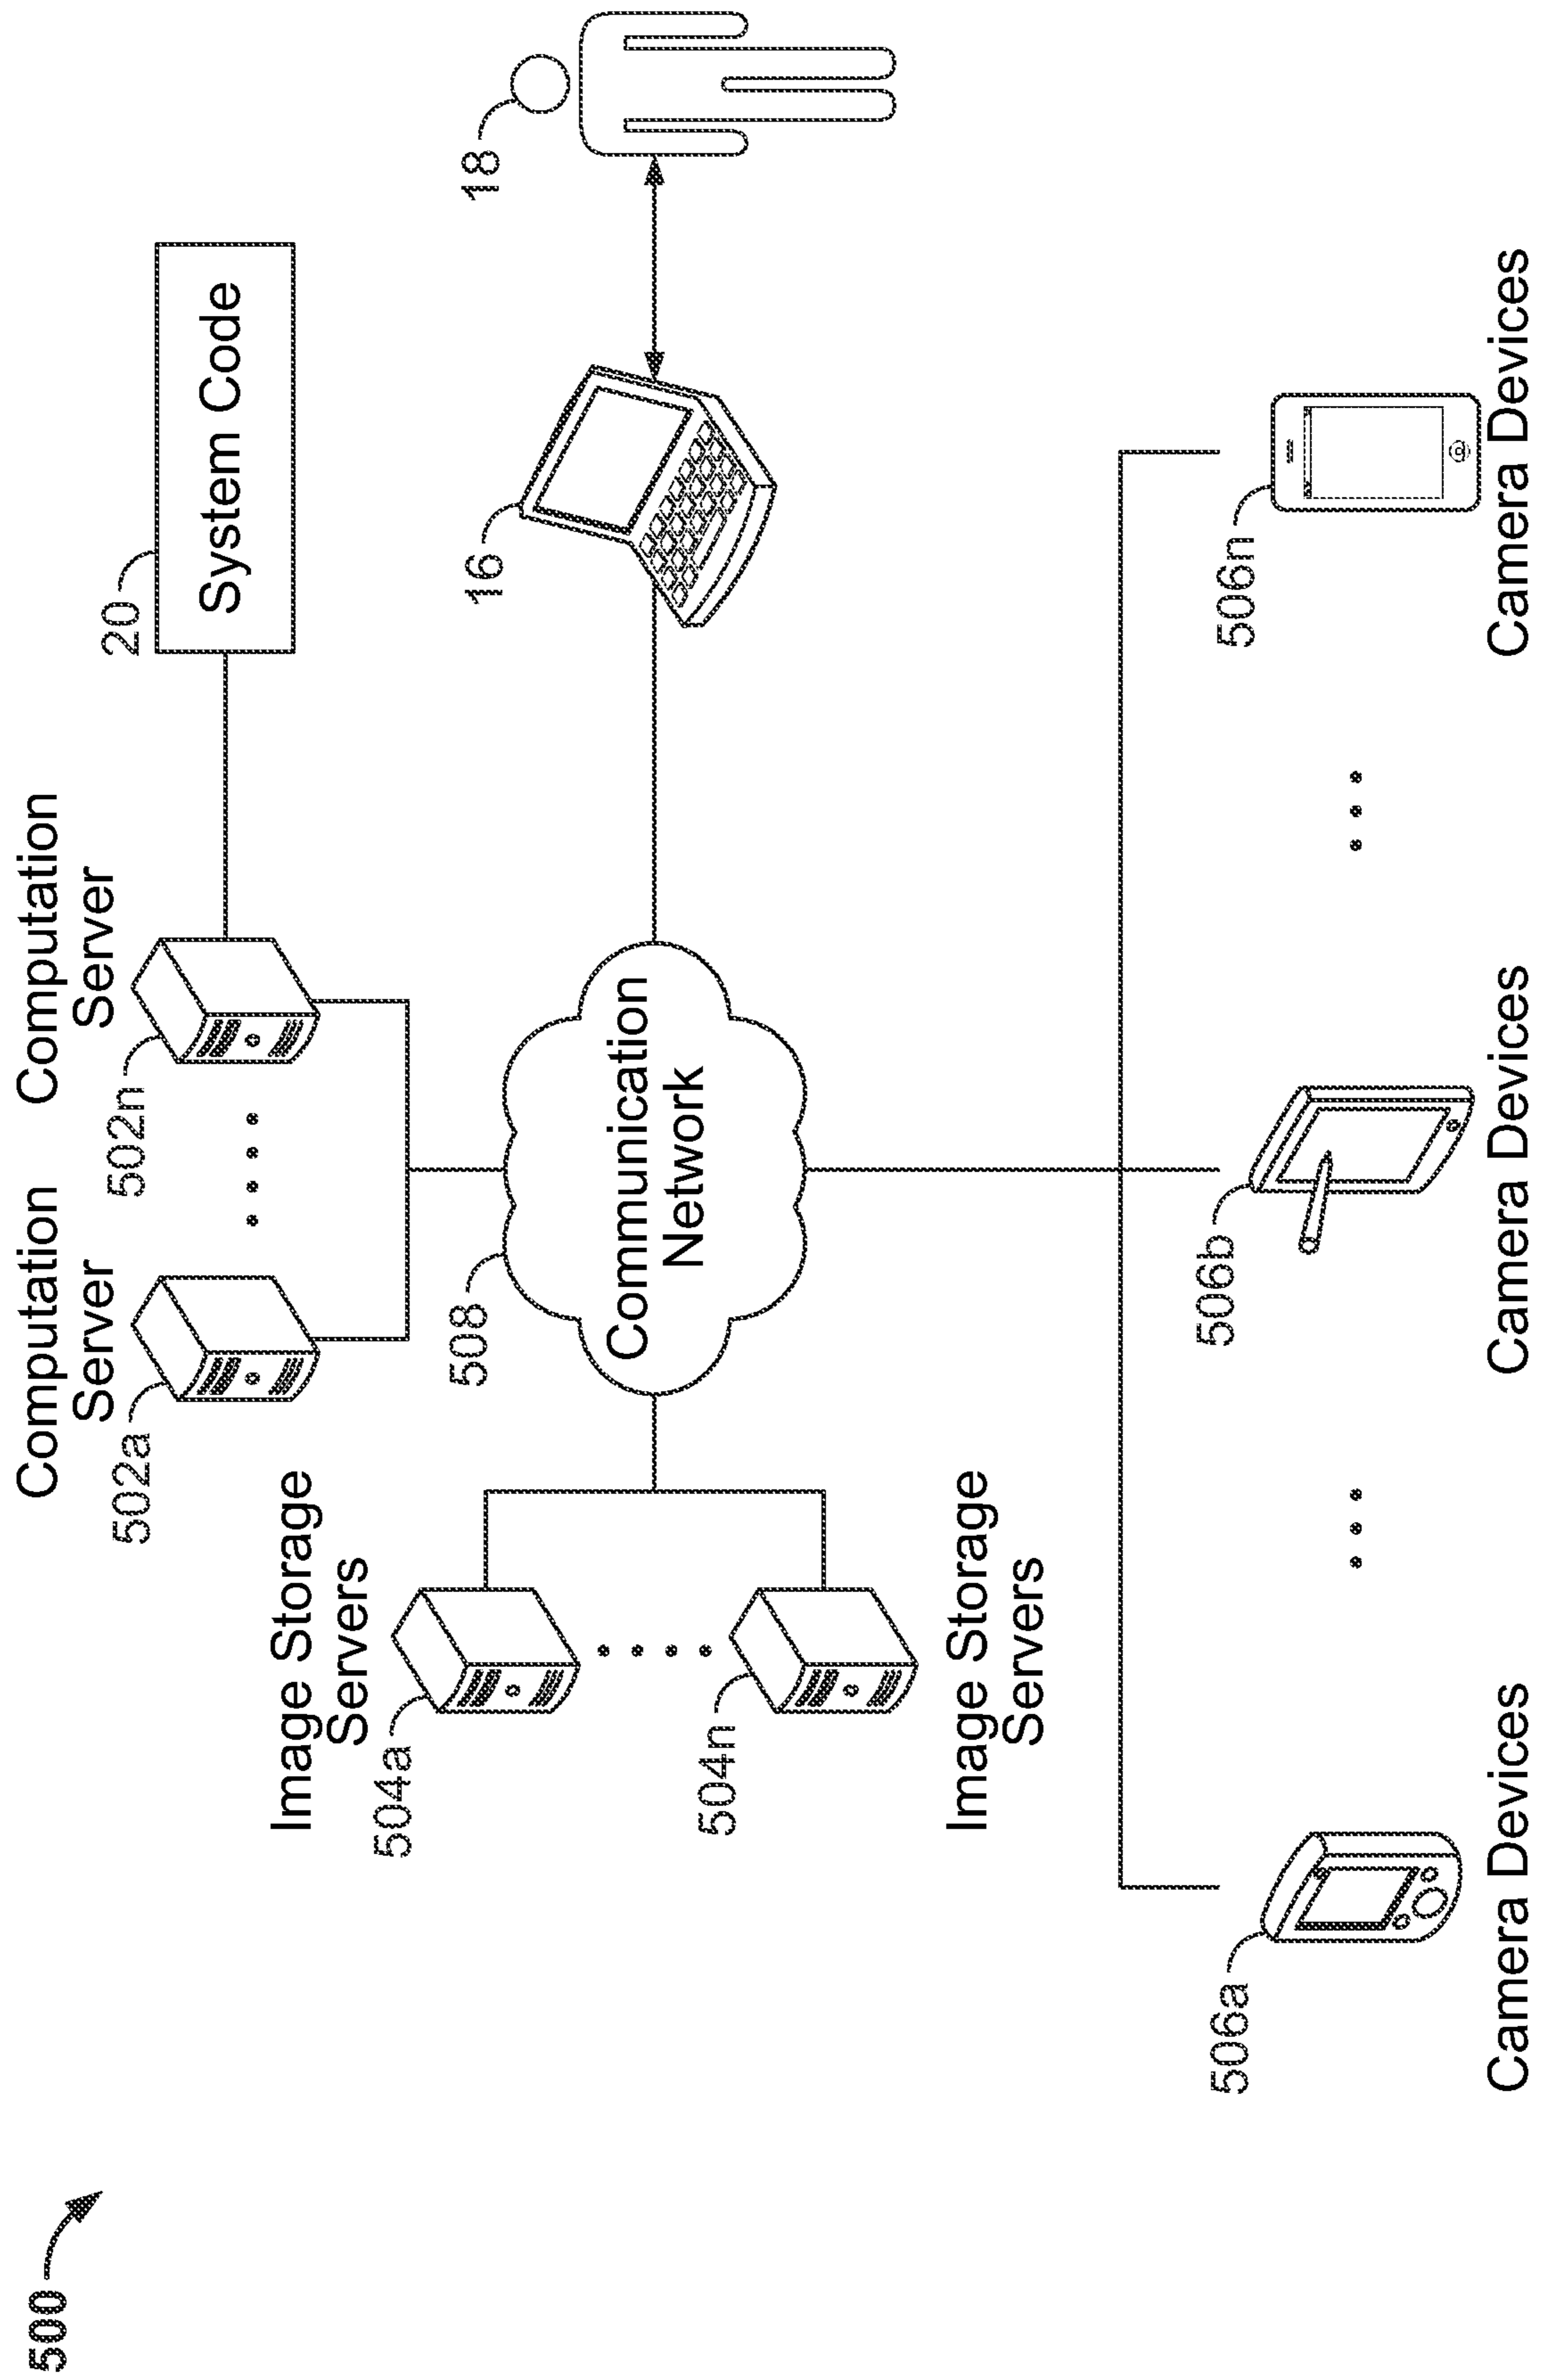 500
Computation
Server
502a
Computation
Server
502n
20
System Code
Image Storage
Servers
504a
504n
Image Storage
Servers
508
Communication
Network
16
18
506a
Camera Devices
506b
Camera Devices
506n
Camera Devices